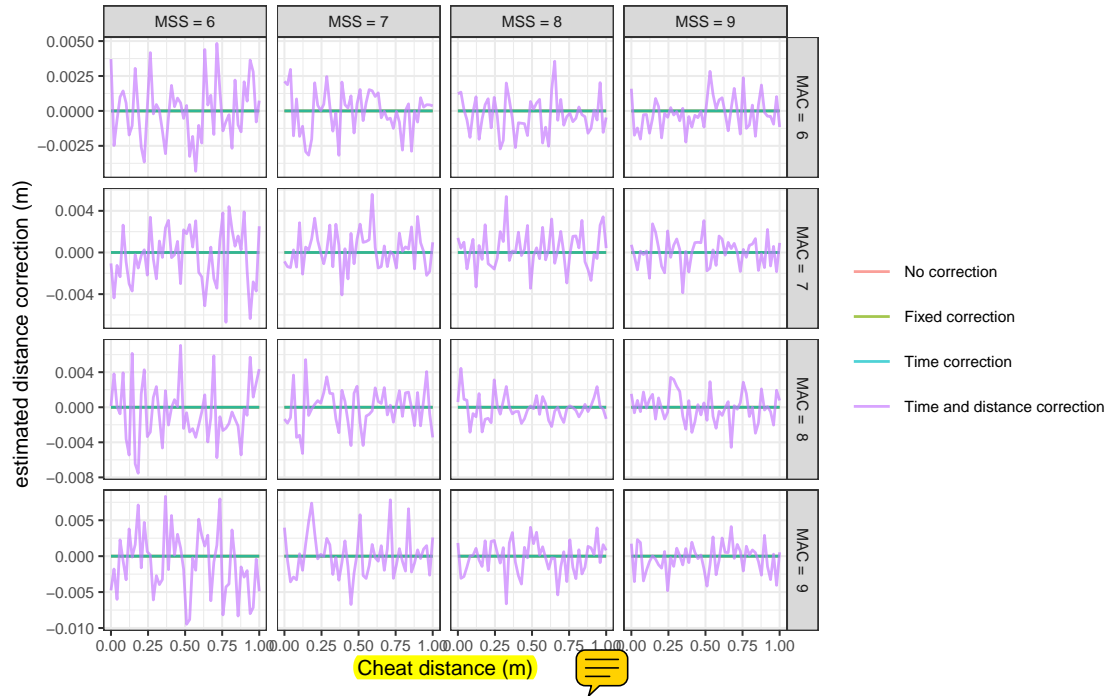 MSS = 6 MSS = 7 MSS = 8 MSS = 9
0.0050
0.0025
0.0000
−0.0025
MAC = 6
0.004
0.000
−0.004
MAC = 7
0.004
0.000
−0.004
−0.008
MAC = 8
0.005
0.000
−0.005
−0.010
MAC = 9
0.00 0.25 0.50 0.75 1.00 0.00 0.25 0.50 0.75 1.00 0.00 0.25 0.50 0.75 1.00 0.00 0.25 0.50 0.75 1.00
Cheat distance (m)
estimated distance correction (m)
No correction
Fixed correction
Time correction
Time and distance correction